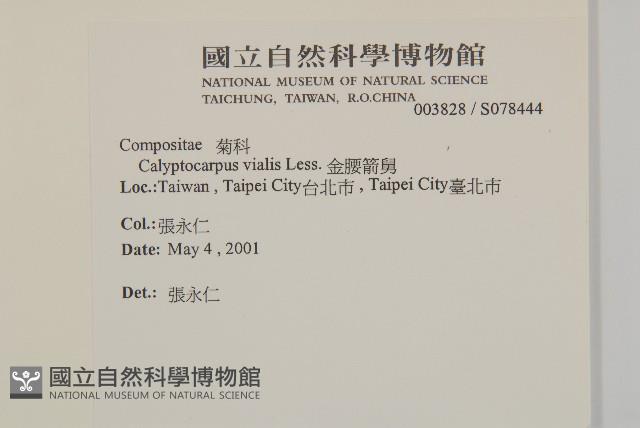 國立自然科學博物館
NATIONAL MUSEUM OF NATURAL SCIENCE
TAICHUNG, TAIWAN, R.O.CHINA
003828 / S078444
Compositae 菊科
Calyptocarpus vialis Less. 金腰箭舅
Loc.:Taiwan , Taipei City台北市 , Taipei City臺北市
Col.:張永仁
Date: May 4 , 2001
Det.: 張永仁
國立自然科學博物館
NATIONAL MUSEUM OF NATURAL SCIENCE